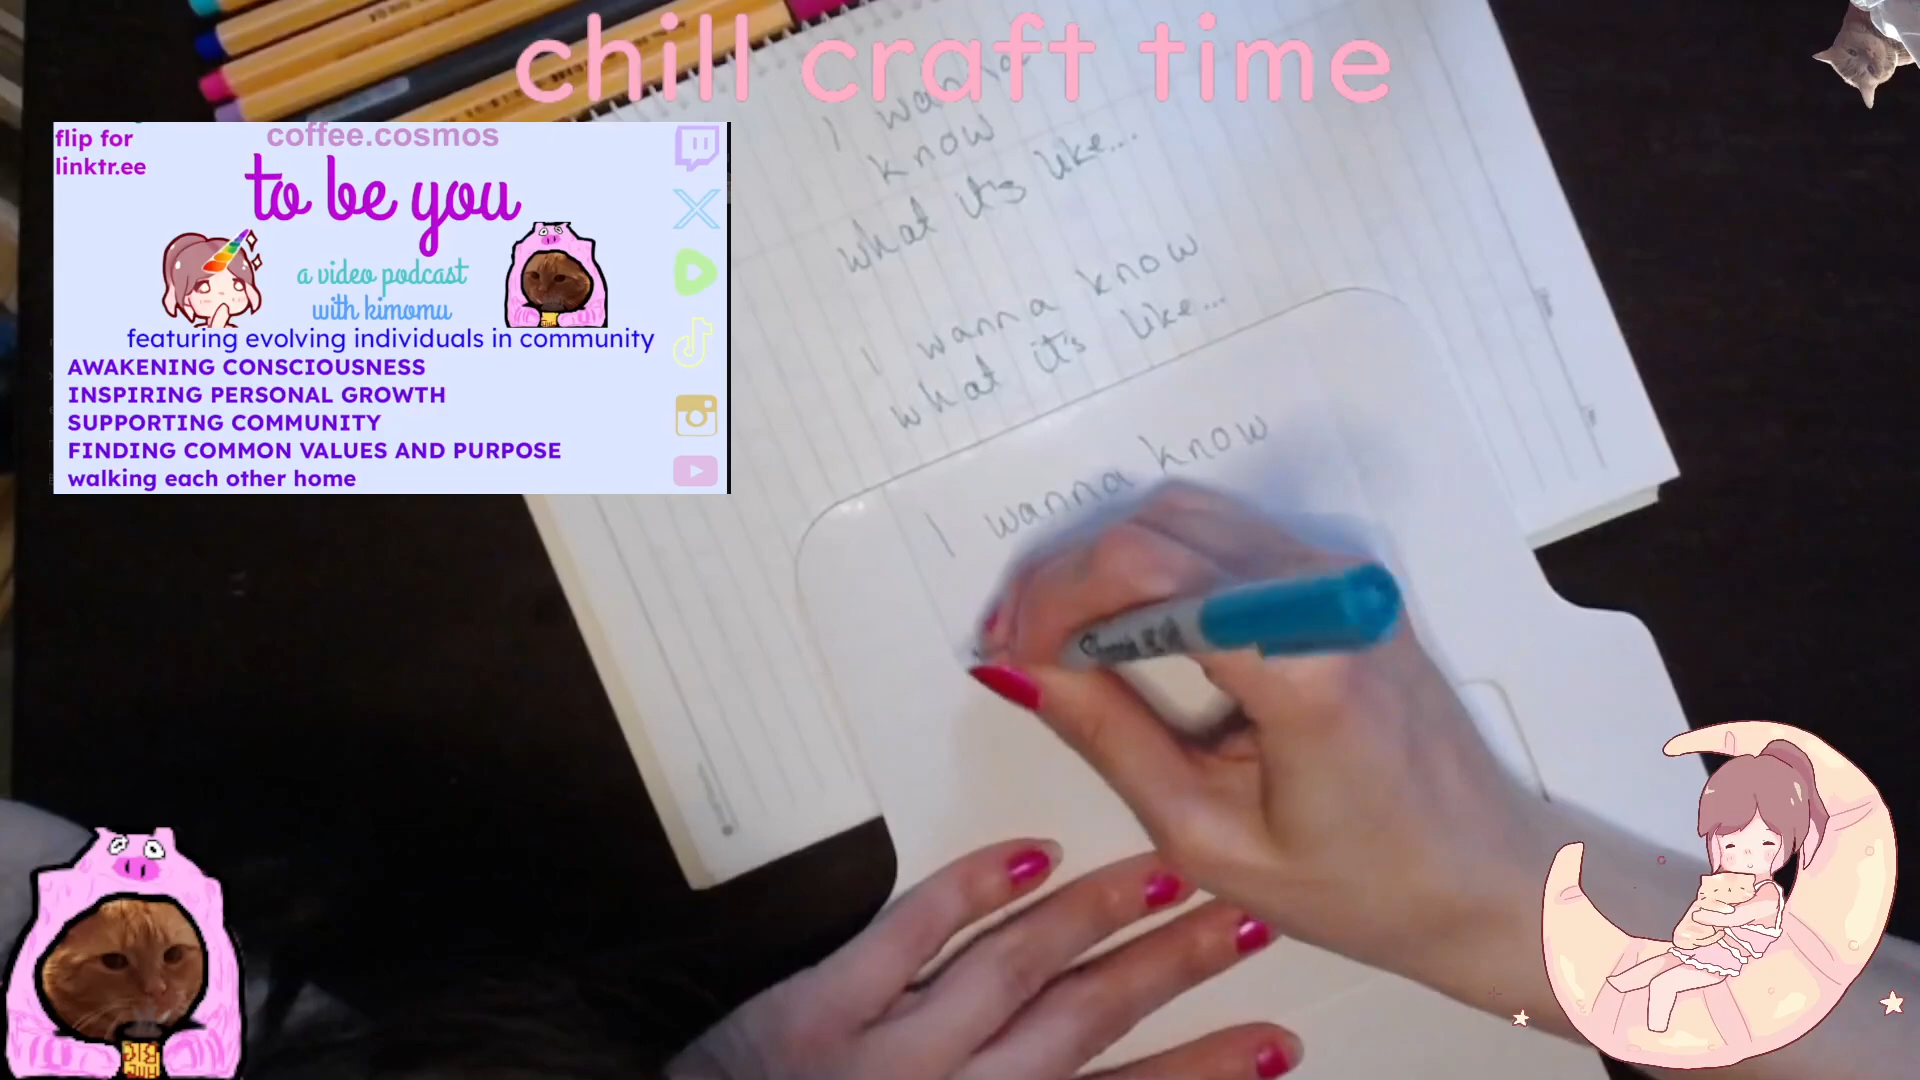 chill craft time
flip for
linktr.ee
coffee.cosmos
to be you
a video podcast
with kimomu
featuring evolving individuals in community
AWAKENING CONSCIOUSNESS
INSPIRING PERSONAL GROWTH
SUPPORTING COMMUNITY
FINDING COMMON VALUES AND PURPOSE
walking each other home
I wanna
know
what it's like...
I wanna know
what it's like...
I wanna know